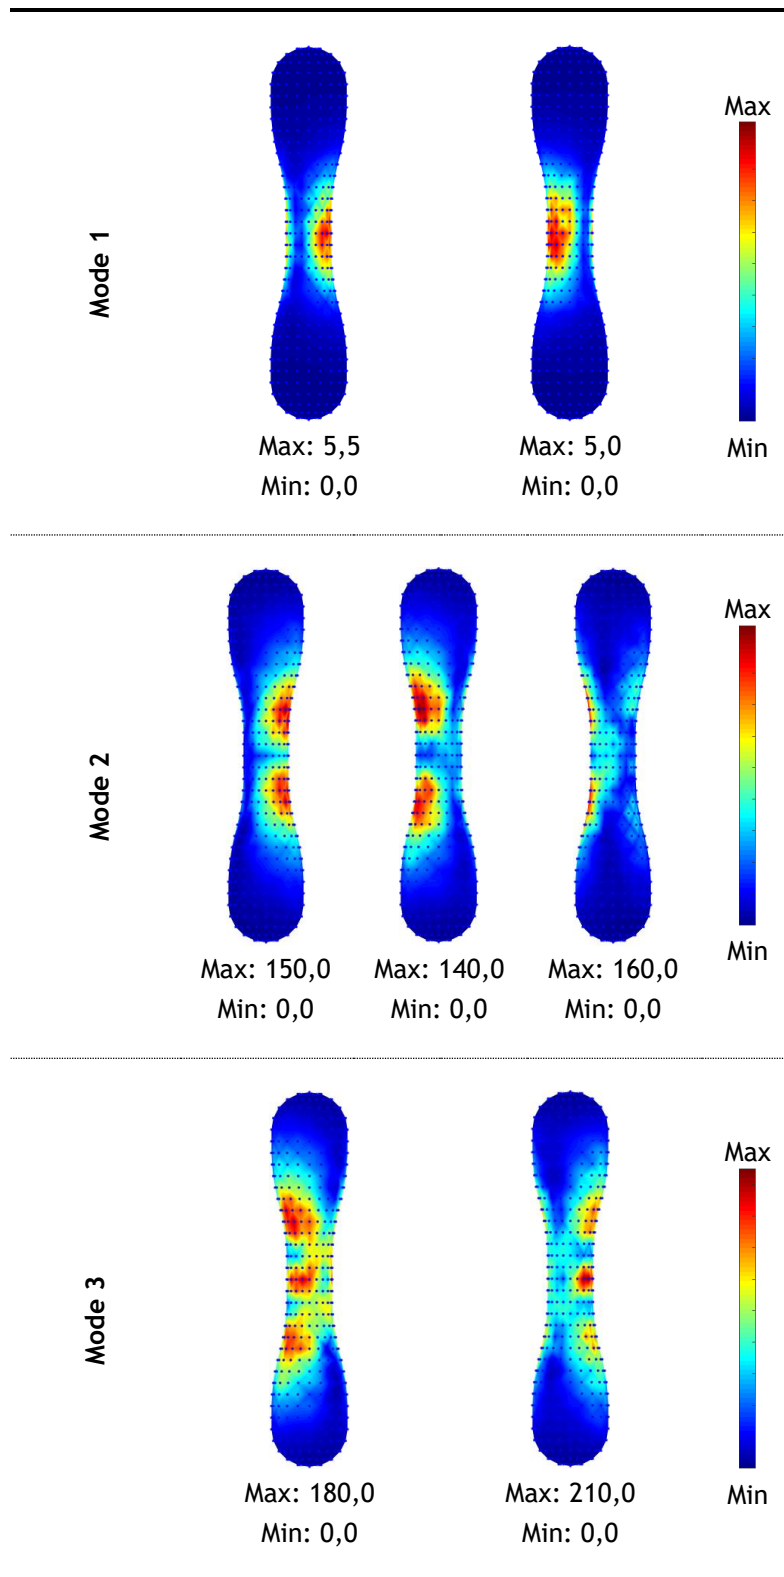 Mode 1
Max
Min
Max: 5,5
Min: 0,0
Max: 5,0
Min: 0,0
Mode 2
Max
Min
Max: 150,0
Min: 0,0
Max: 140,0
Min: 0,0
Max: 160,0
Min: 0,0
Mode 3
Max
Min
Max: 180,0
Min: 0,0
Max: 210,0
Min: 0,0